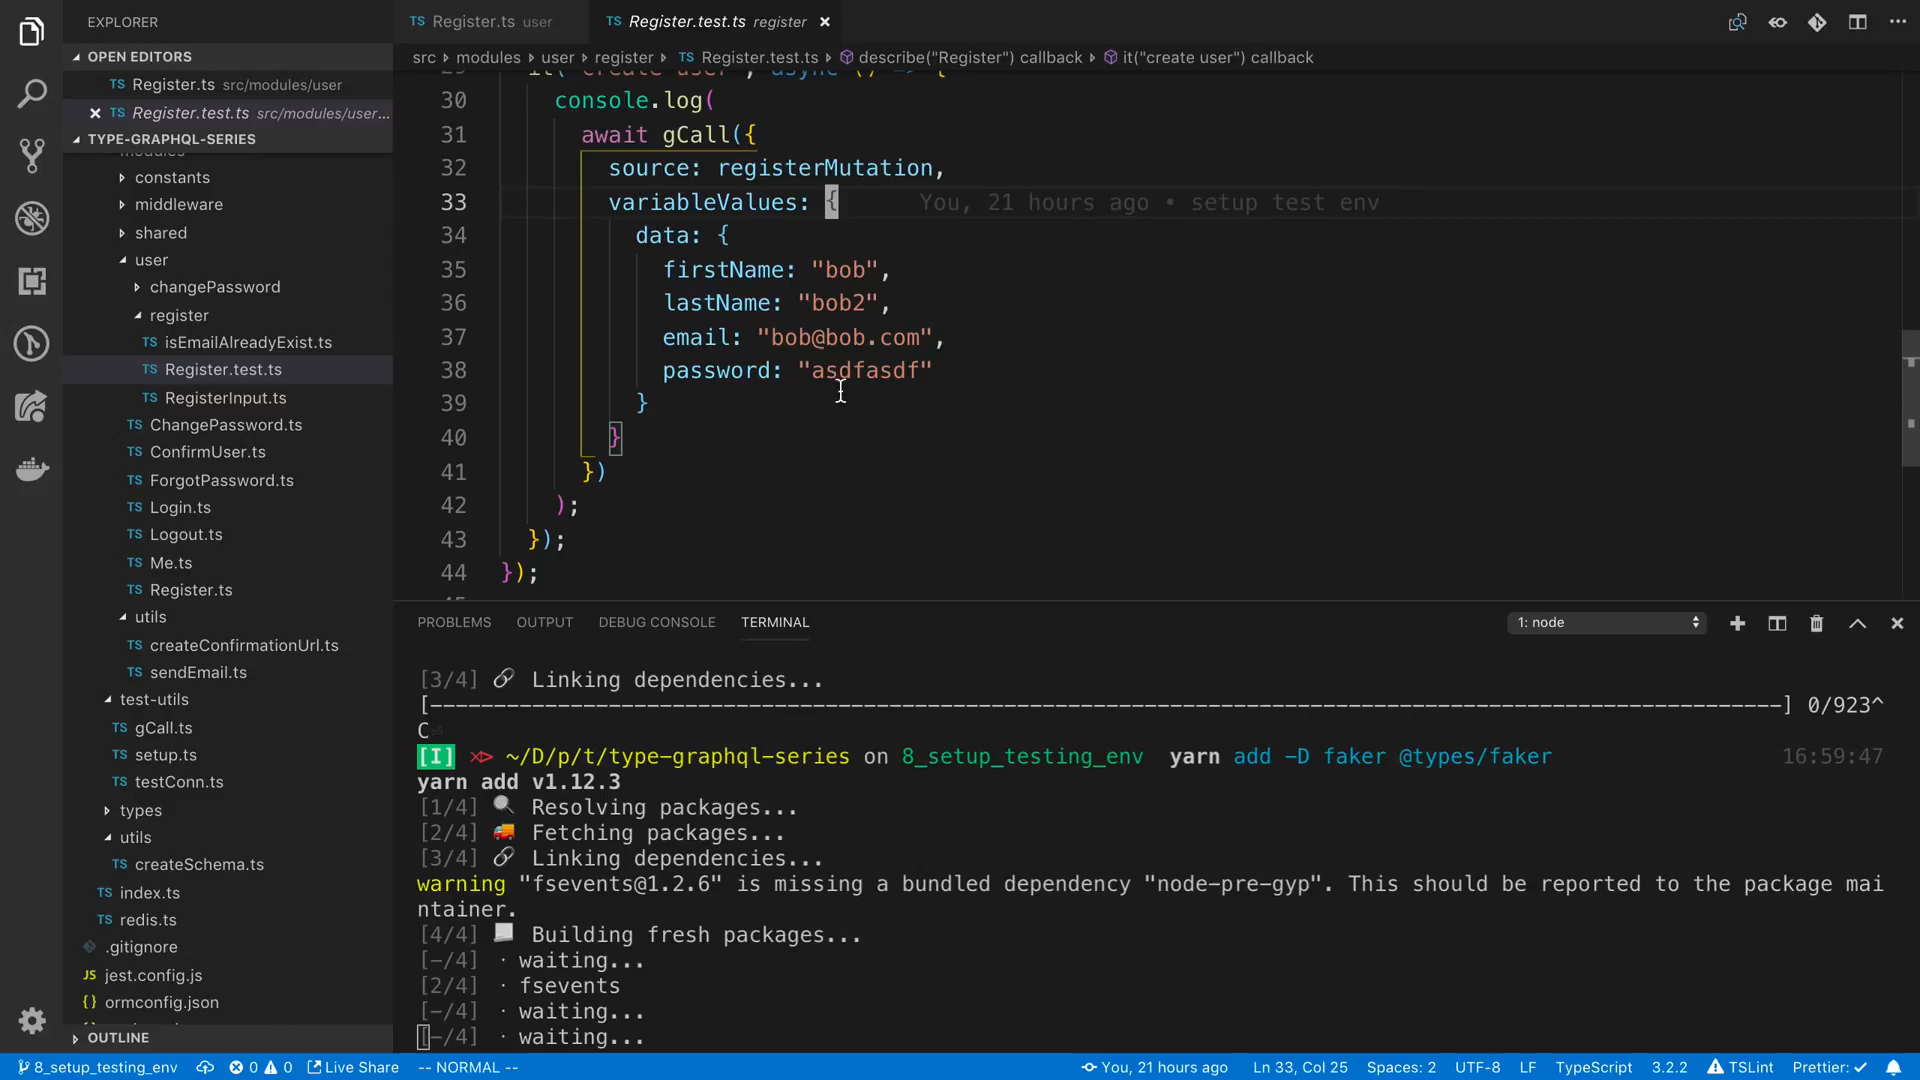 EXPLORER
OPEN EDITORS
TS Register.ts src/modules/user
TS Register.test.ts src/modules/user...
TYPE-GRAPHQL-SERIES
modules
constants
middleware
shared
user
changePassword
register
TS isEmailAlreadyExist.ts
TS Register.test.ts
TS RegisterInput.ts
TS ChangePassword.ts
TS ConfirmUser.ts
TS ForgotPassword.ts
TS Login.ts
TS Logout.ts
TS Me.ts
TS Register.ts
utils
TS createConfirmationUrl.ts
TS sendEmail.ts
test-utils
TS gCall.ts
TS setup.ts
TS testConn.ts
types
utils
TS createSchema.ts
TS index.ts
TS redis.ts
.gitignore
JS jest.config.js
{} ormconfig.json
OUTLINE
TS Register.ts user
TS Register.test.ts register
src modules user register TS Register.test.ts describe("Register") callback it("create user") callback
29 it("create user", async () => {
30 console.log(
31 await gCall({
32 source: registerMutation,
33 variableValues: { You, 21 hours ago • setup test env
34 data: {
35 firstName: "bob",
36 lastName: "bob2",
37 email: "bob@bob.com",
38 password: "asdfasdf"
39 }
40 }
41 })
42 );
43 });
44 });
45
PROBLEMS OUTPUT DEBUG CONSOLE TERMINAL 1: node
[3/4] 🔗 Linking dependencies...
[----------------------------------------------------------------------------------------------------------] 0/923^
C⏎
[I] ⋊> ~/D/p/t/type-graphql-series on 8_setup_testing_env yarn add -D faker @types/faker 16:59:47
yarn add v1.12.3
[1/4] 🔍 Resolving packages...
[2/4] 🚚 Fetching packages...
[3/4] 🔗 Linking dependencies...
warning "fsevents@1.2.6" is missing a bundled dependency "node-pre-gyp". This should be reported to the package mai
ntainer.
[4/4] 📃 Building fresh packages...
[-/4] · waiting...
[2/4] · fsevents
[-/4] · waiting...
[-/4] · waiting...
8_setup_testing_env 0 0 Live Share -- NORMAL -- You, 21 hours ago Ln 33, Col 25 Spaces: 2 UTF-8 LF TypeScript 3.2.2 TSLint Prettier: ✓